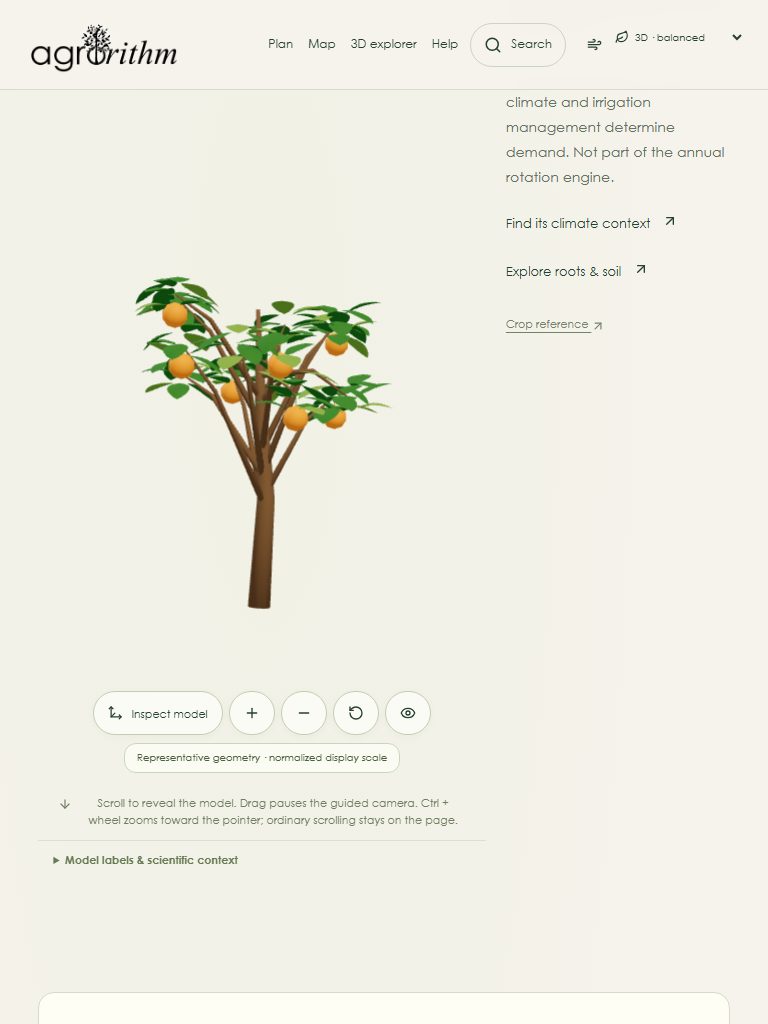 agrorithm
Plan Map 3D explorer Help Search 3D · balanced
climate and irrigation
management determine
demand. Not part of the annual
rotation engine.
Find its climate context
Explore roots & soil
Crop reference
Inspect model
Representative geometry · normalized display scale
Scroll to reveal the model. Drag pauses the guided camera. Ctrl +
wheel zooms toward the pointer; ordinary scrolling stays on the page.
Model labels & scientific context